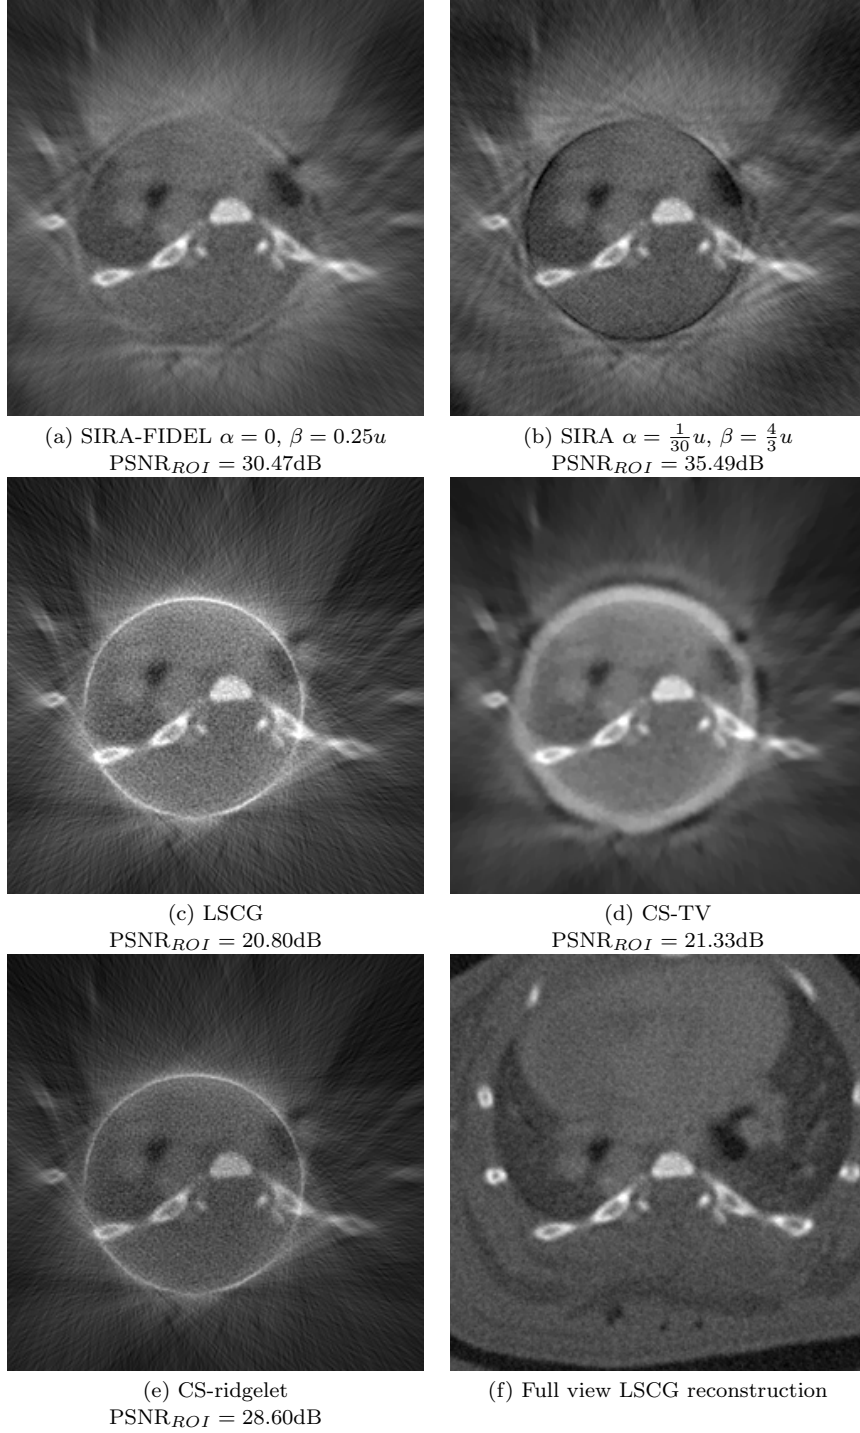 (a) SIRA-FIDEL α = 0, β = 0.25u
PSNR_ROI = 30.47dB
(b) SIRA α = 1/30 u, β = 4/3 u
PSNR_ROI = 35.49dB
(c) LSCG
PSNR_ROI = 20.80dB
(d) CS-TV
PSNR_ROI = 21.33dB
(e) CS-ridgelet
PSNR_ROI = 28.60dB
(f) Full view LSCG reconstruction